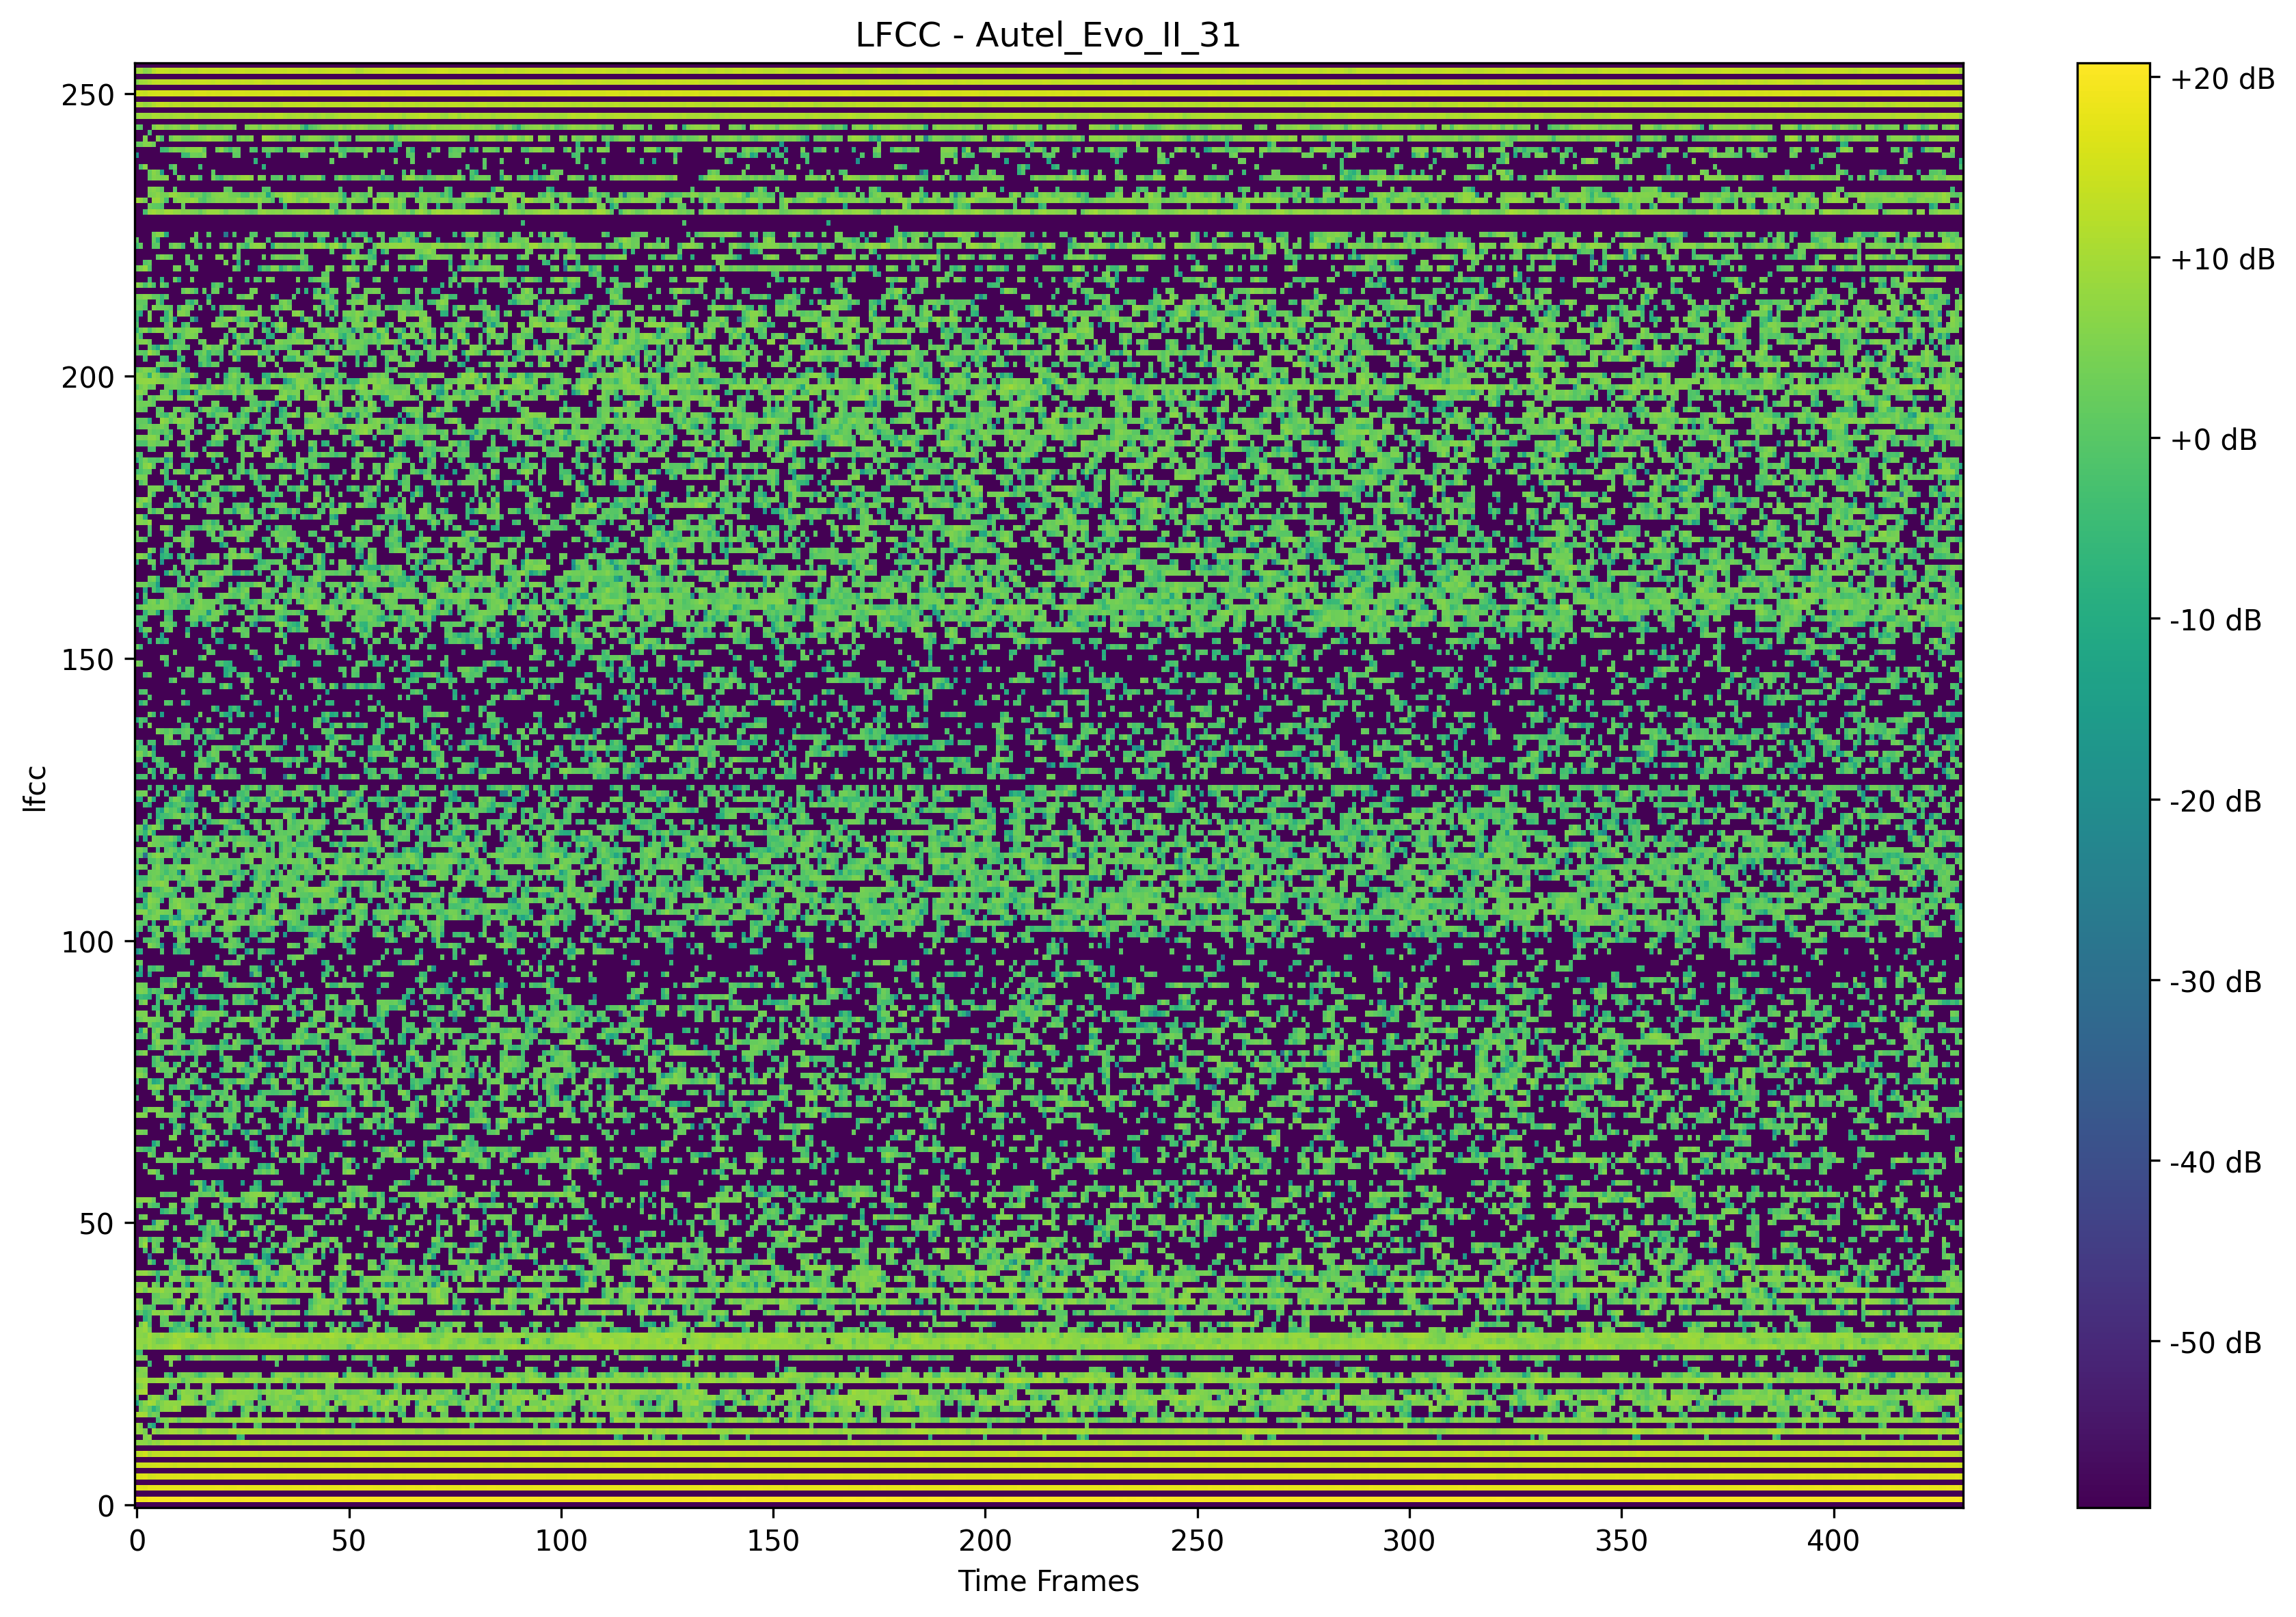 LFCC - Autel_Evo_II_31
250
200
150
100
50
0
lfcc
0 50 100 150 200 250 300 350 400
Time Frames
+20 dB
+10 dB
+0 dB
-10 dB
-20 dB
-30 dB
-40 dB
-50 dB